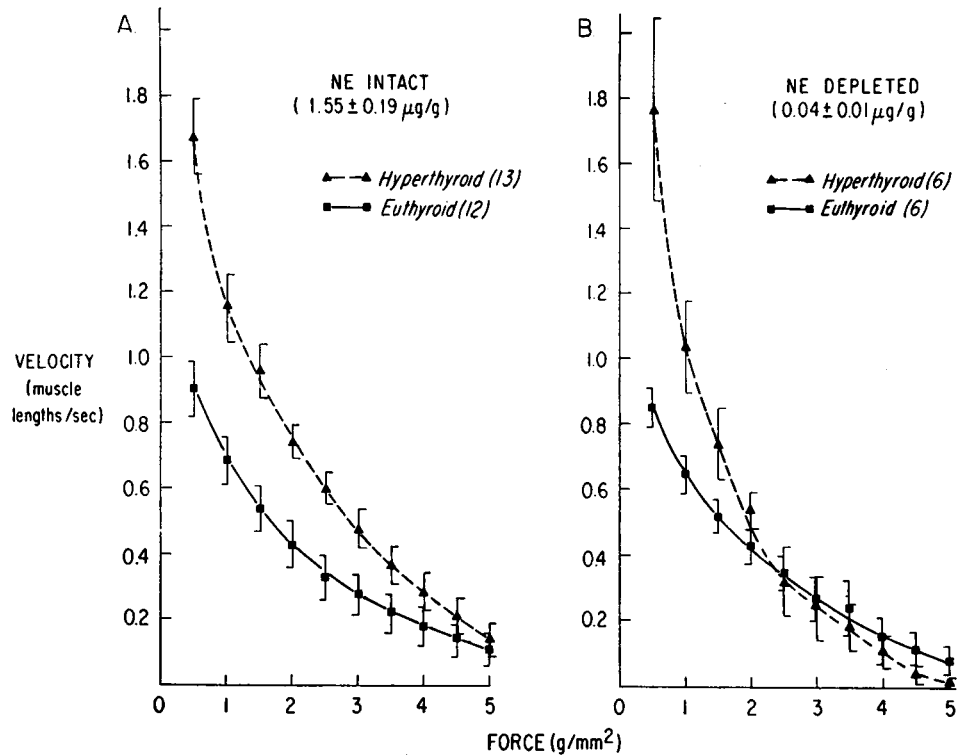 A.
NE INTACT
(1.55±0.19 µg/g)
Hyperthyroid (13)
Euthyroid (12)
1.8
1.6
1.4
1.2
1.0
0.8
0.6
0.4
0.2
0 1 2 3 4 5
VELOCITY
(muscle
lengths/sec)
B.
NE DEPLETED
(0.04±0.01 µg/g)
Hyperthyroid (6)
Euthyroid (6)
1.8
1.6
1.4
1.2
1.0
0.8
0.6
0.4
0.2
0 1 2 3 4 5
FORCE (g/mm²)